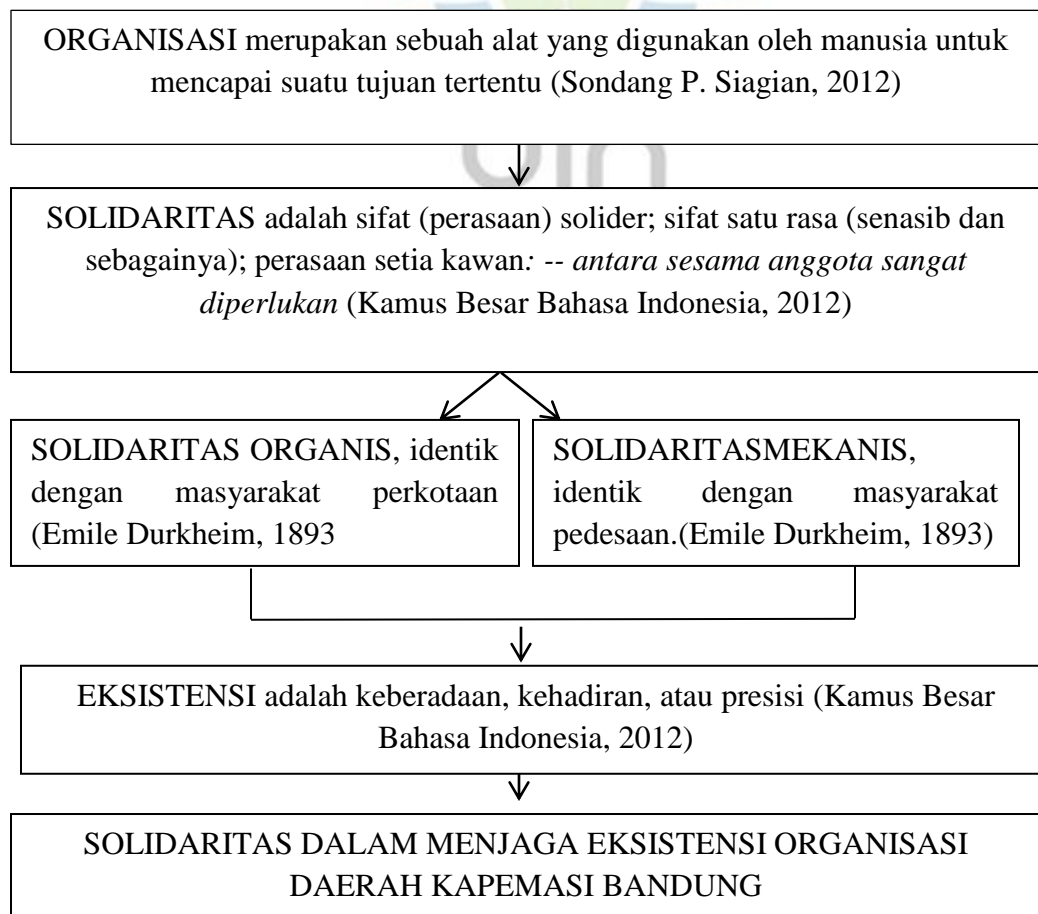 ORGANISASI merupakan sebuah alat yang digunakan oleh manusia untuk
mencapai suatu tujuan tertentu (Sondang P. Siagian, 2012)
uin
SOLIDARITAS adalah sifat (perasaan) solider; sifat satu rasa (senasib dan
sebagainya); perasaan setia kawan: -- antara sesama anggota sangat
diperlukan (Kamus Besar Bahasa Indonesia, 2012)
SOLIDARITAS ORGANIS, identik
dengan masyarakat perkotaan
(Emile Durkheim, 1893
SOLIDARITASMEKANIS,
identik dengan masyarakat
pedesaan.(Emile Durkheim, 1893)
EKSISTENSI adalah keberadaan, kehadiran, atau presisi (Kamus Besar
Bahasa Indonesia, 2012)
SOLIDARITAS DALAM MENJAGA EKSISTENSI ORGANISASI
DAERAH KAPEMASI BANDUNG